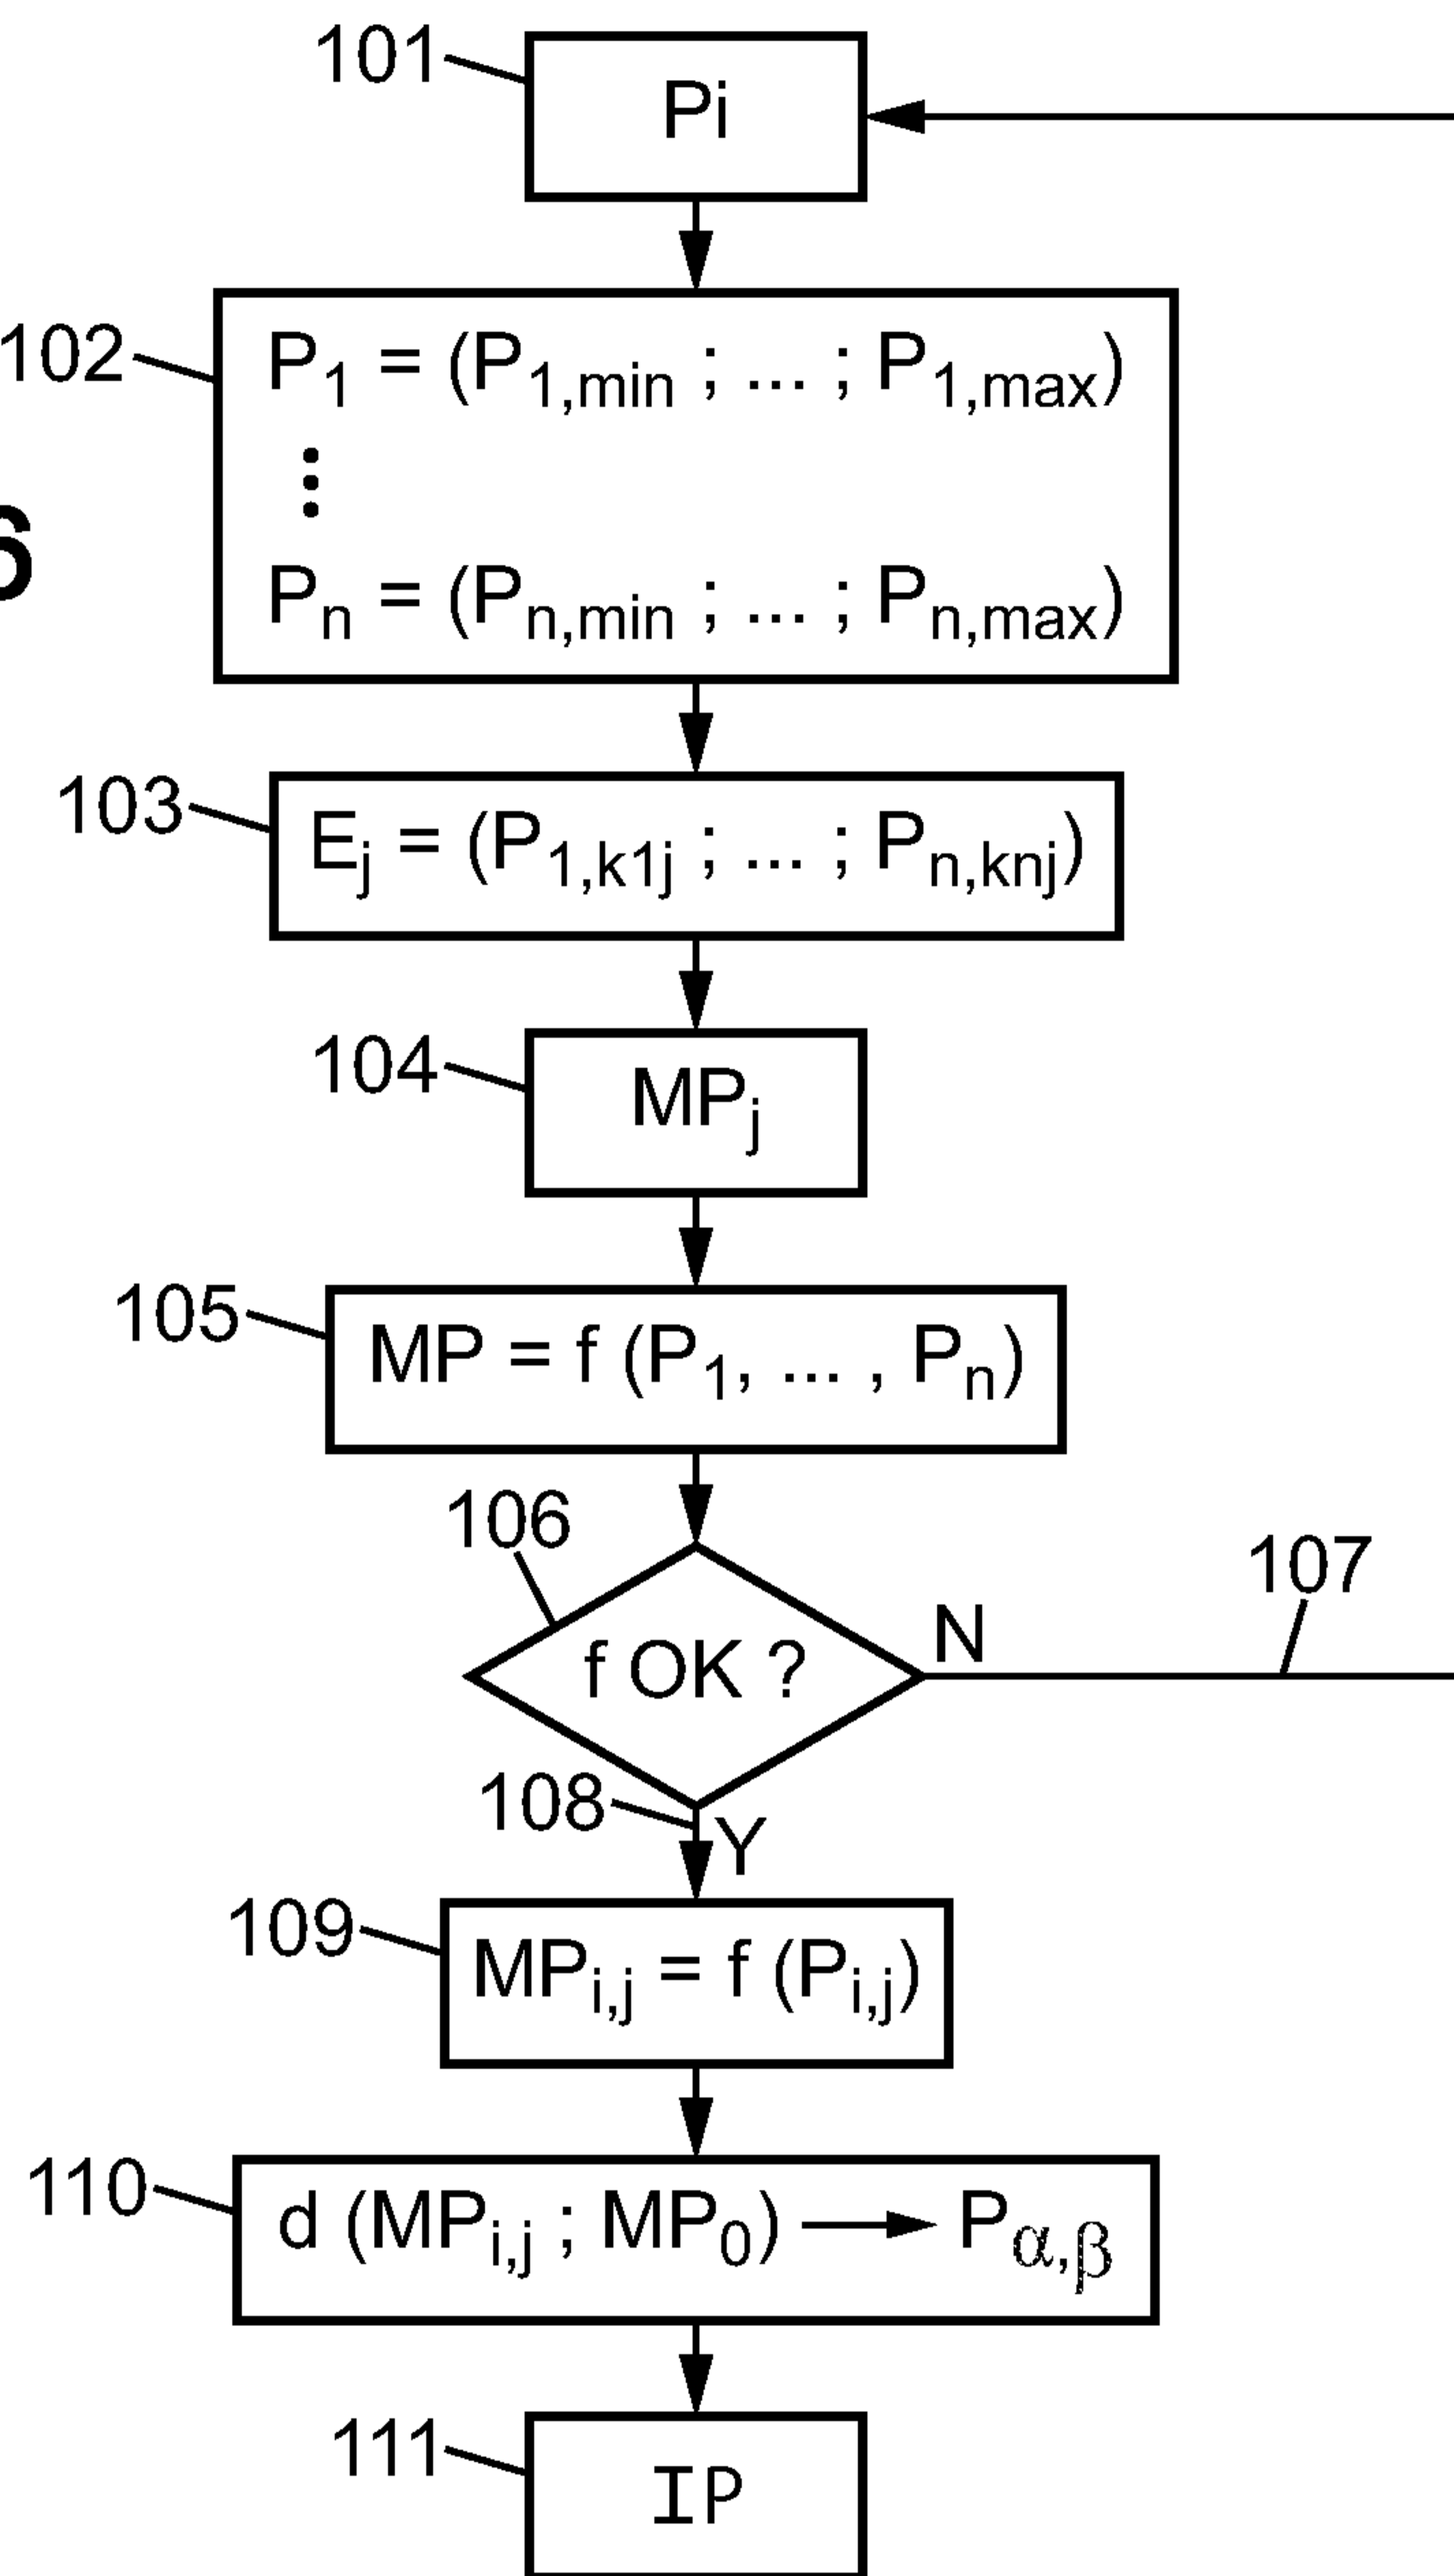 101
Pi
102
P₁ = (P₁,min ; ... ; P₁,max)
⋮
6
Pn = (Pn,min ; ... ; Pn,max)
103
Ej = (P1,k1j ; ... ; Pn,knj)
104
MPj
105
MP = f (P₁, ... , Pn)
106
107
f OK ?
N
108
Y
109
MPi,j = f (Pi,j)
110
d (MPi,j ; MP₀) → Pα,β
111
IP